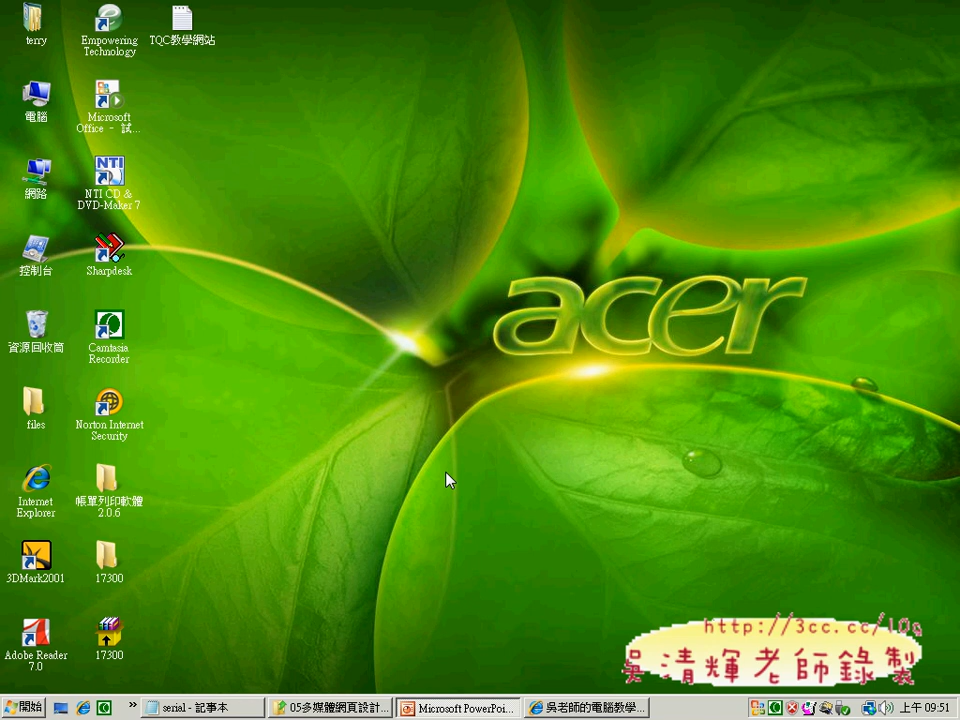 terry
Empowering
Technology
TQC教學網站
電腦
Microsoft
Office - 試...
網路
NTI
NTI CD &
DVD-Maker 7
控制台
Sharpdesk
資源回收筒
Camtasia
Recorder
files
Norton Internet
Security
Internet
Explorer
帳單列印軟體
2.0.6
3DMark2001
17300
Adobe Reader
7.0
17300
acer
http://3cc.cc/10q
吳清輝老師錄製
開始
serial - 記事本
05多媒體網頁設計...
Microsoft PowerPoi...
吳老師的電腦教學...
上午 09:51